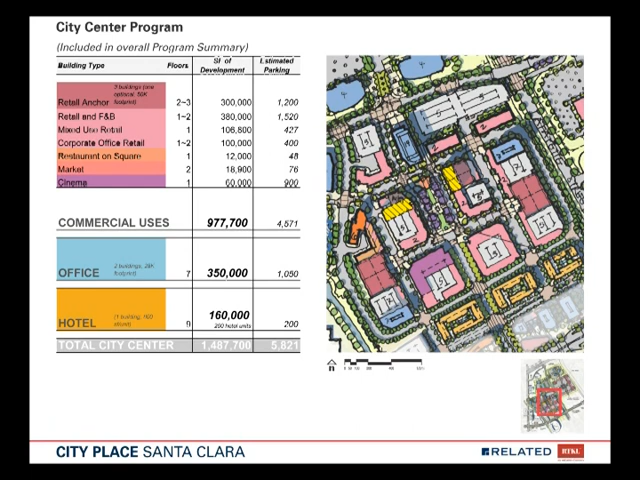 City Center Program
(Included in overall Program Summary)
Building Type Floors SF of Development Estimated Parking
Retail Anchor 2~3 300,000 1,200
Retail and F&B 1~2 380,000 1,520
Mixed Use Retail 1 106,800 427
Corporate Office Retail 1~2 100,000 400
Restaurant on Square 1 12,000 48
Market 2 18,900 76
Cinema 1 60,000 900
COMMERCIAL USES 977,700 4,571
OFFICE 2 buildings, 7 350,000 1,050
HOTEL 9 160,000 200
200 hotel units
TOTAL CITY CENTER 1,487,700 5,821
n
CITY PLACE SANTA CLARA
RELATED
RTKL